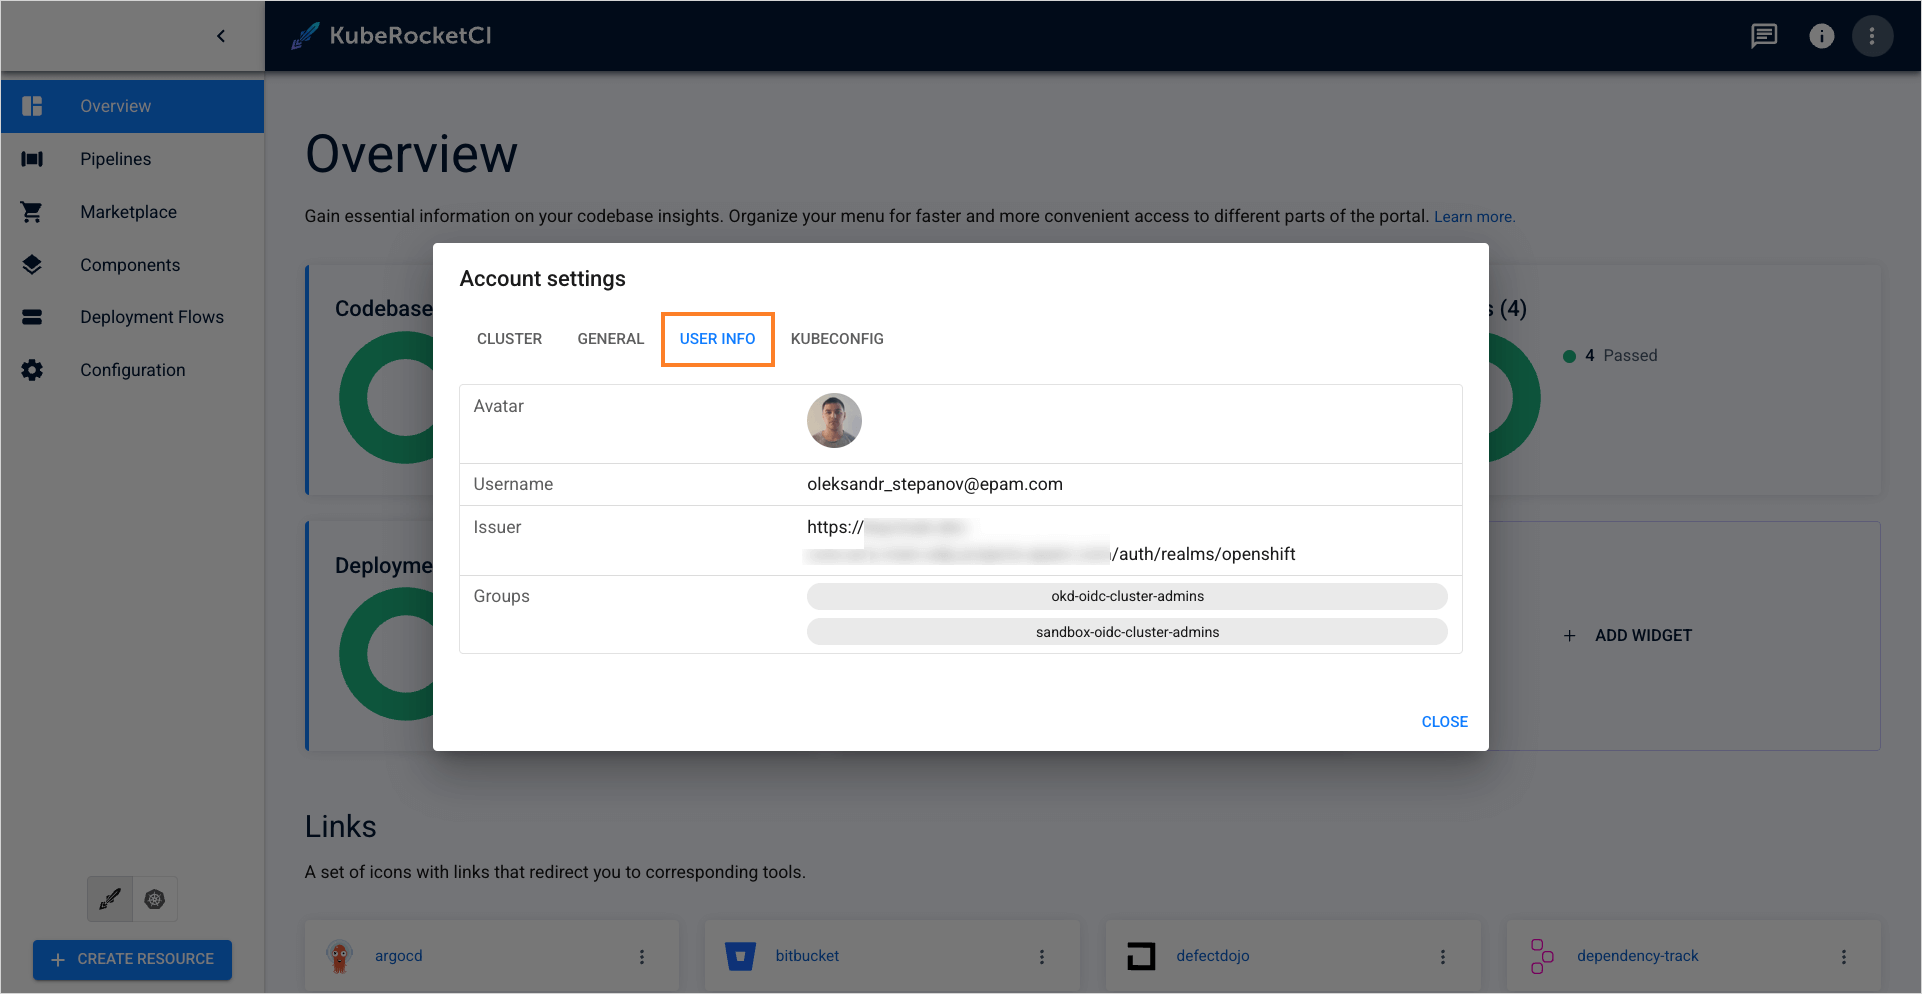 KubeRocketCI
Overview
Pipelines
Marketplace
Components
Deployment Flows
Configuration
CREATE RESOURCE
Overview
Gain essential information on your codebase insights. Organize your menu for faster and more convenient access to different parts of the portal. Learn more.
Codebase
s (4)
4 Passed
Deployme
ADD WIDGET
Account settings
CLUSTER GENERAL USER INFO KUBECONFIG
Avatar
Username oleksandr_stepanov@epam.com
Issuer https://
/auth/realms/openshift
Groups okd-oidc-cluster-admins
sandbox-oidc-cluster-admins
CLOSE
Links
A set of icons with links that redirect you to corresponding tools.
argocd bitbucket defectdojo dependency-track